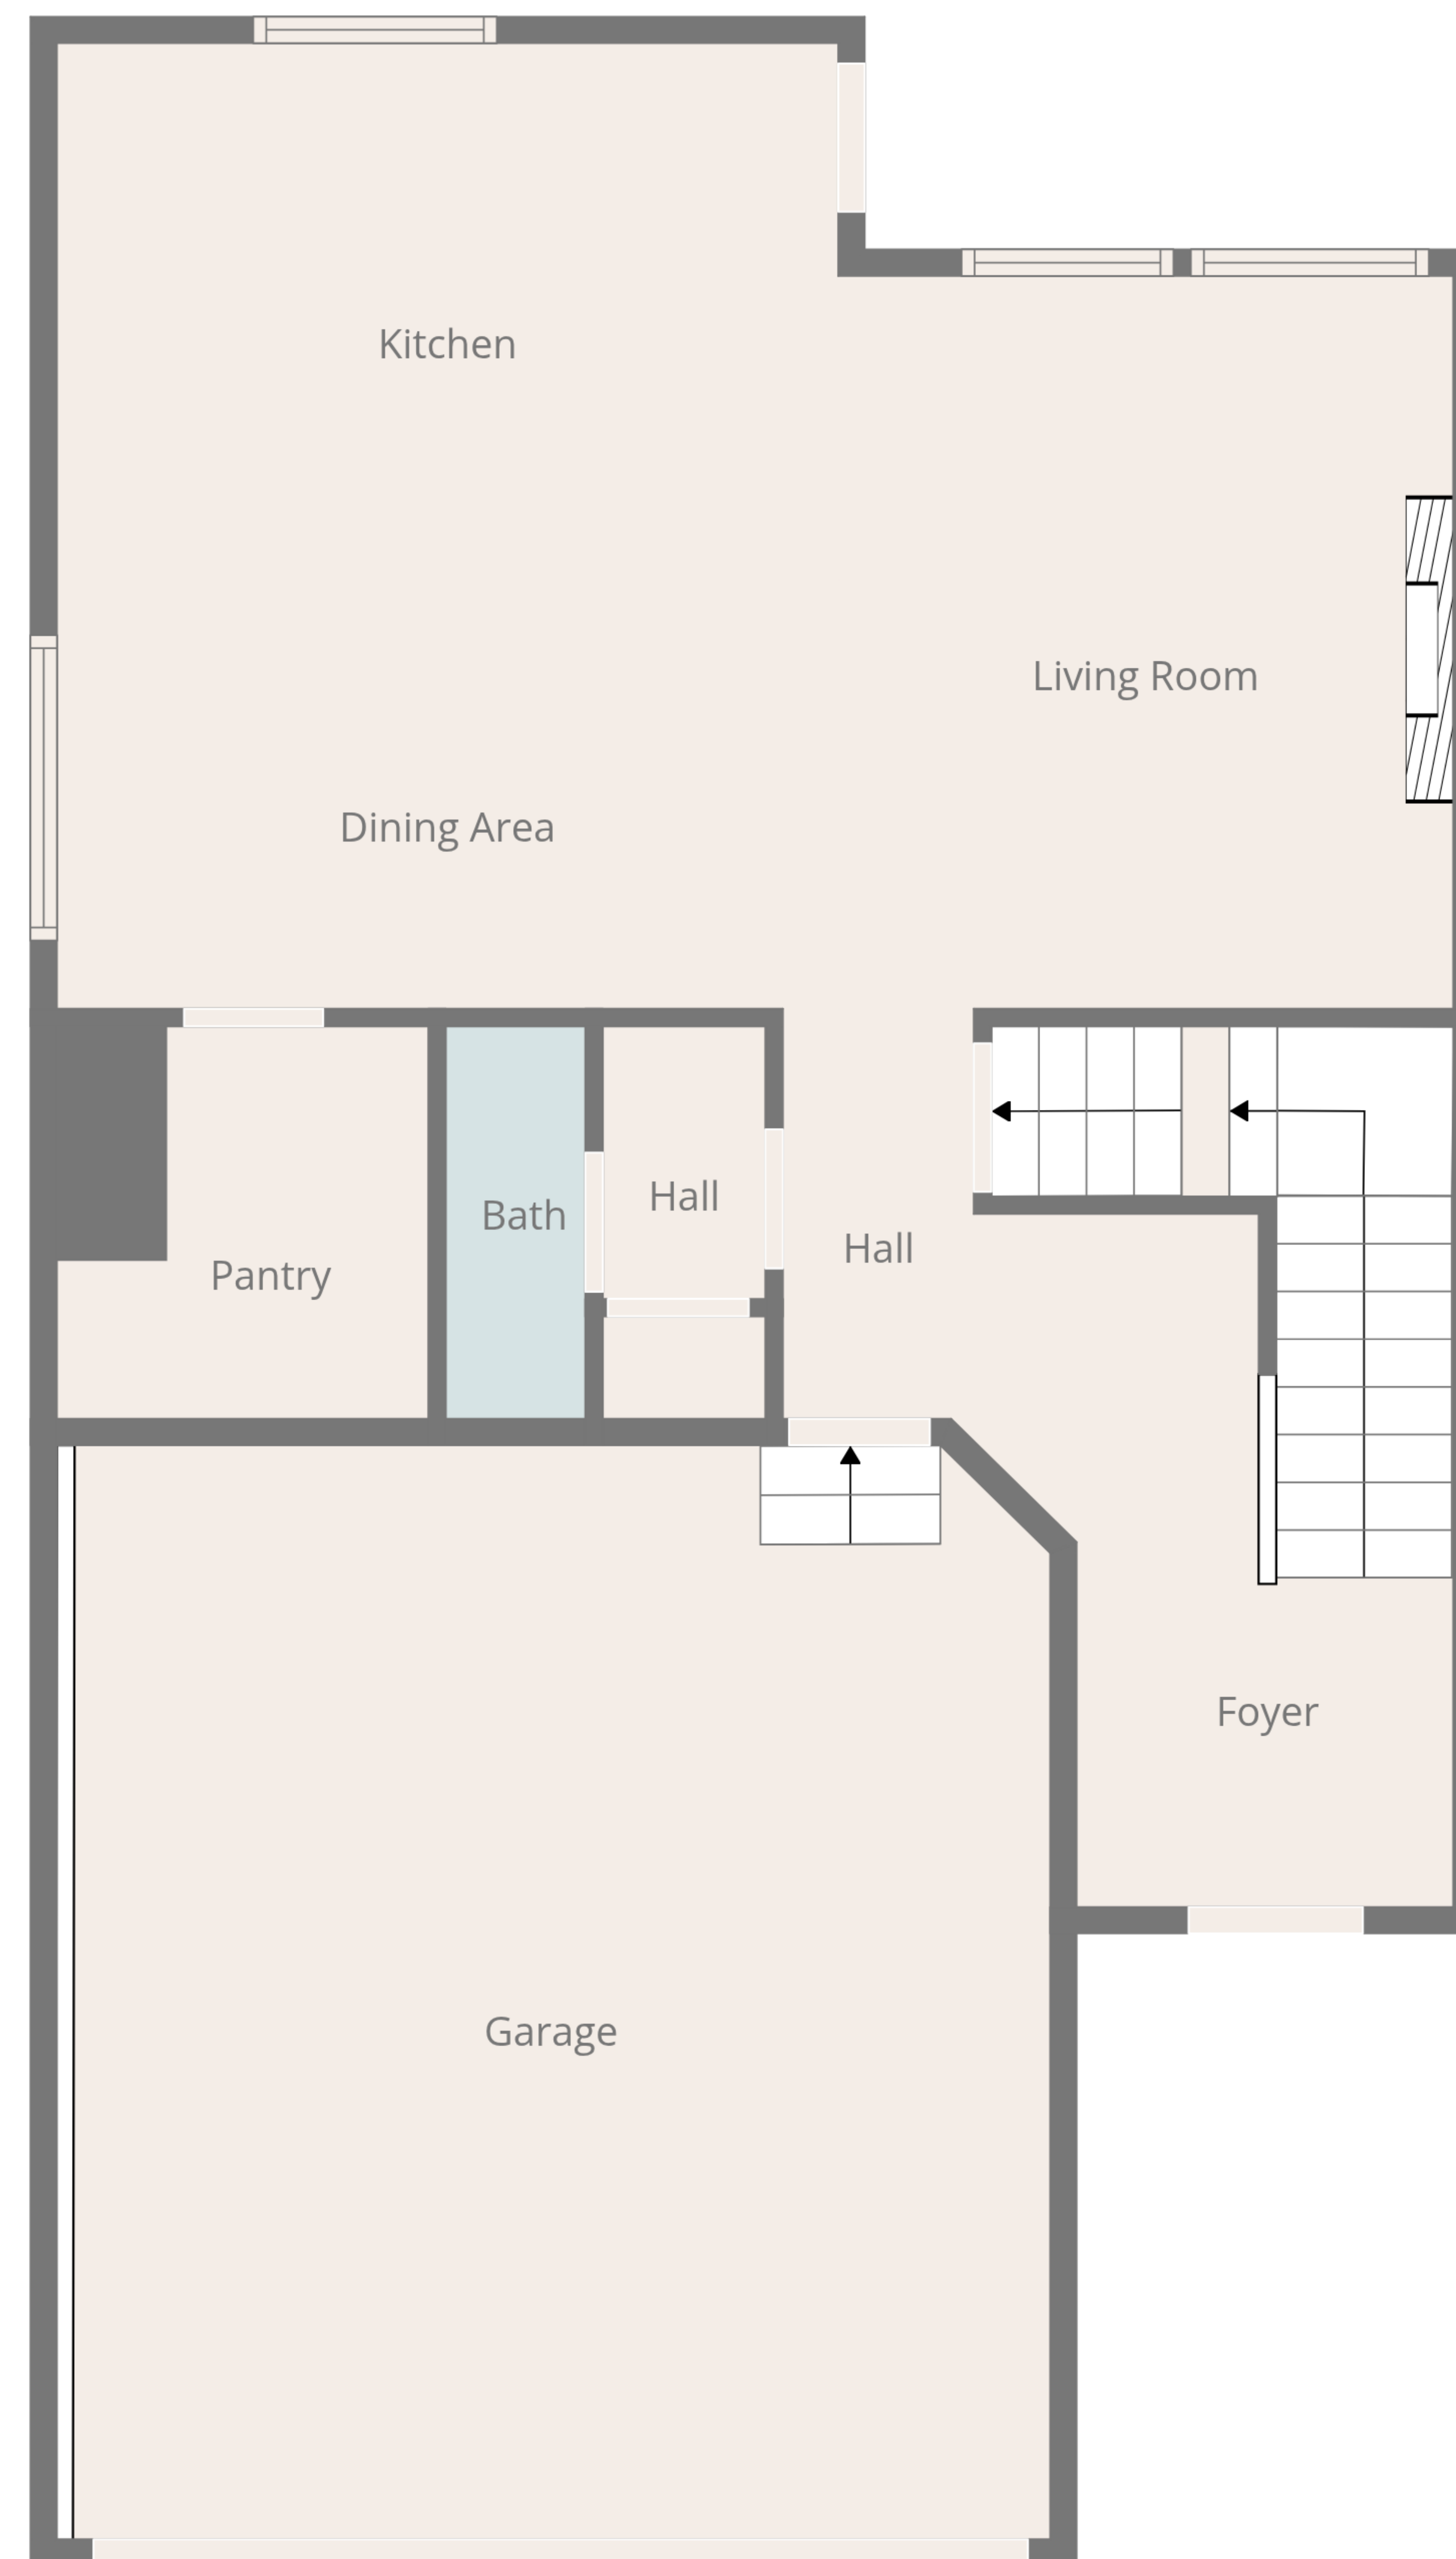 Kitchen
Living Room
Dining Area
Hall
Bath
Hall
Pantry
Foyer
Garage